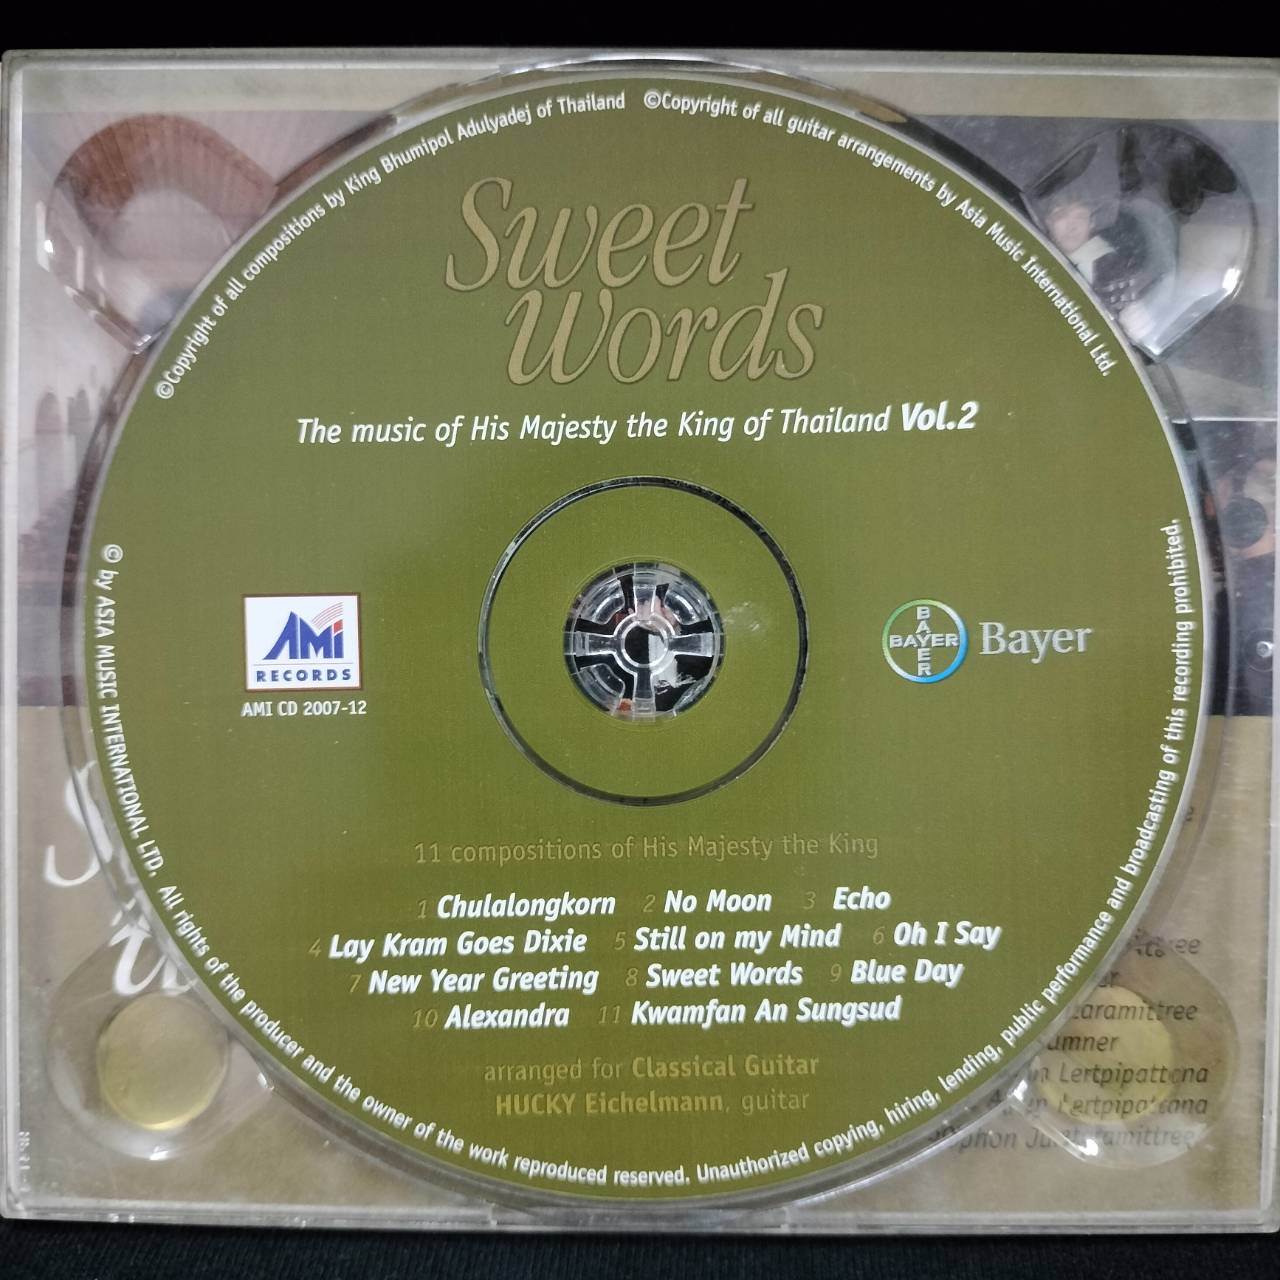 ©Copyright of all compositions by King Bhumipol Adulyadej of Thailand ©Copyright of all guitar arrangements by Asia Music International Ltd.
Sweet
Words
The music of His Majesty the King of Thailand Vol.2
AMI
RECORDS
AMI CD 2007-12
BAYER
BAYER
Bayer
11 compositions of His Majesty the King
1 Chulalongkorn 2 No Moon 3 Echo
4 Lay Kram Goes Dixie 5 Still on my Mind 6 Oh I Say
7 New Year Greeting 8 Sweet Words 9 Blue Day
10 Alexandra 11 Kwamfan An Sungsud
arranged for Classical Guitar
HUCKY Eichelmann, guitar
© by ASIA MUSIC INTERNATIONAL LTD. All rights of the producer and the owner of the work reproduced reserved. Unauthorized copying, hiring, lending, public performance and broadcasting of this recording prohibited.
Lertpipattana